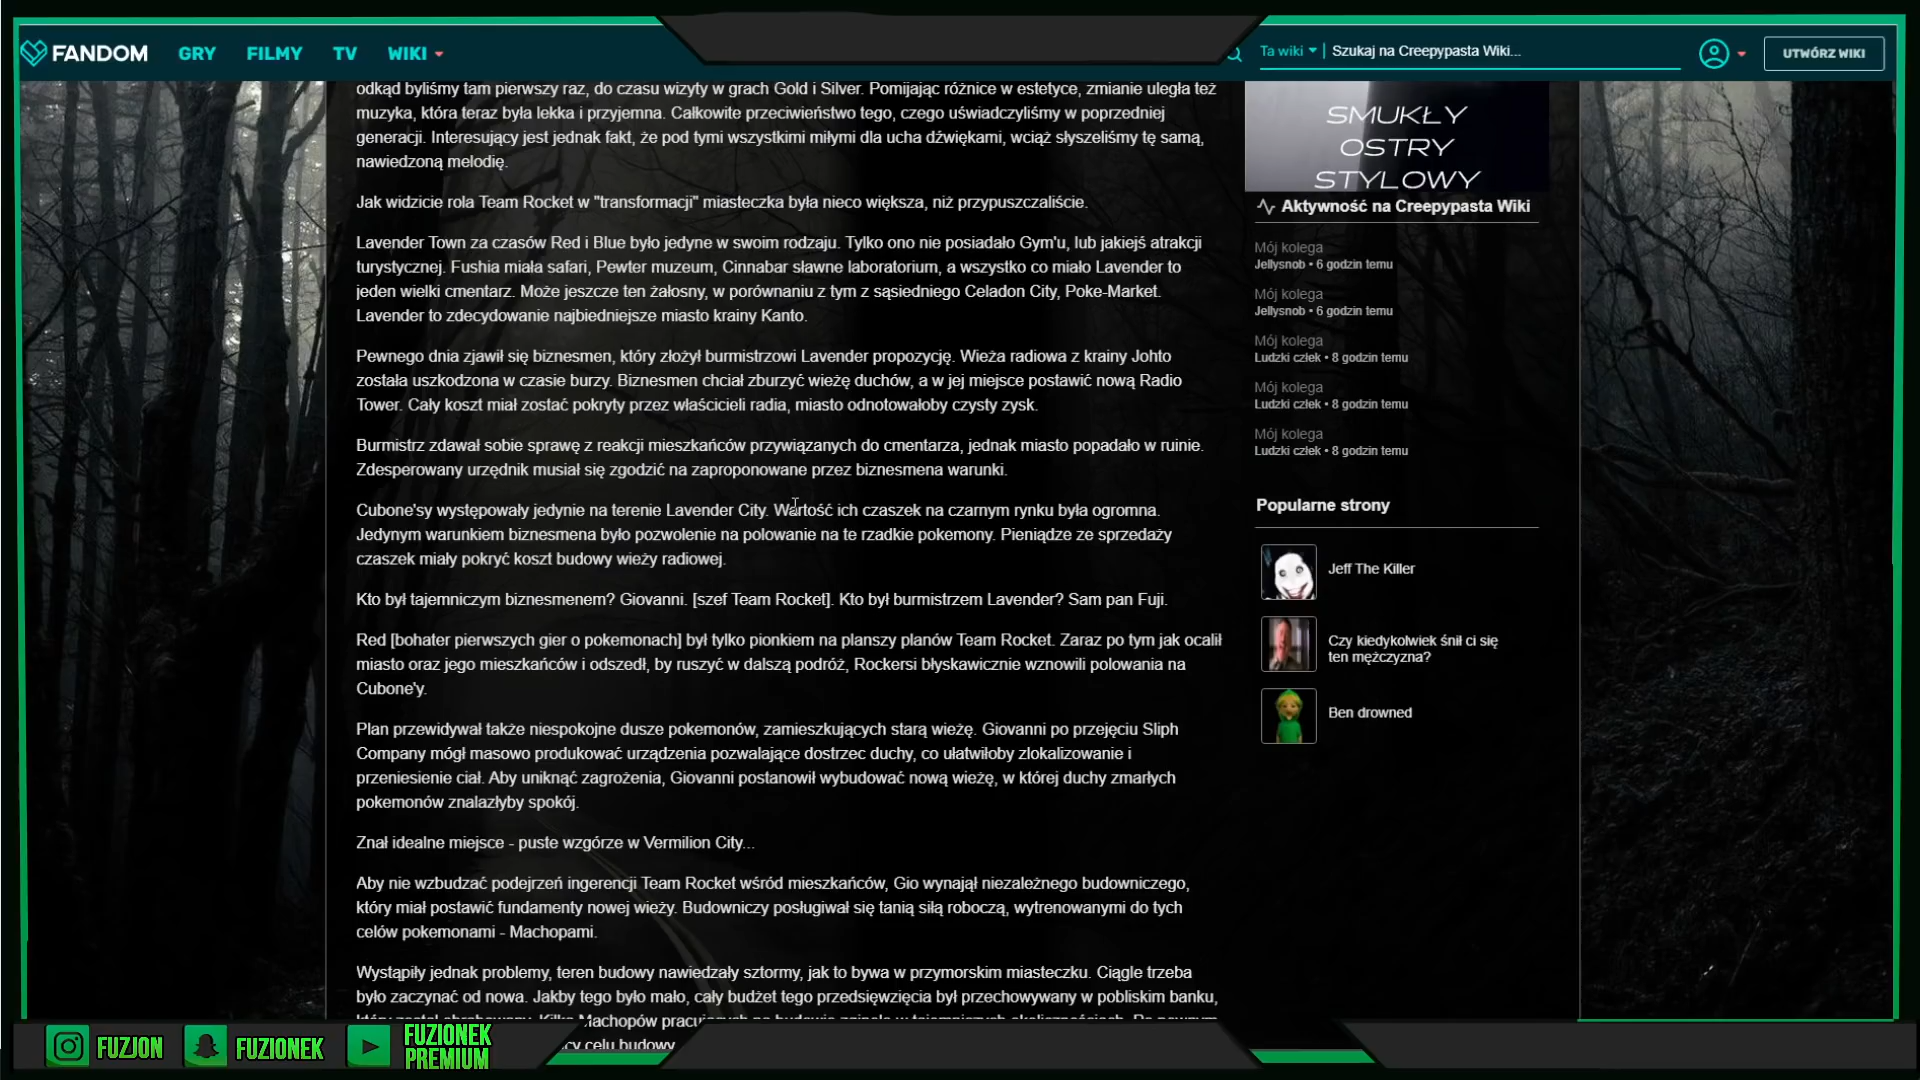 FANDOM
GRY
FILMY
TV
WIKI
Ta wiki
Szukaj na Creepypasta Wiki...
UTWÓRZ WIKI
odkąd byliśmy tam pierwszy raz, do czasu wizyty w grach Gold i Silver. Pomijając różnice w estetyce, zmianie uległa też
muzyka, która teraz była lekka i przyjemna. Całkowite przeciwieństwo tego, czego uświadczyliśmy w poprzedniej
generacji. Interesujący jest jednak fakt, że pod tymi wszystkimi miłymi dla ucha dźwiękami, wciąż słyszeliśmy tę samą,
nawiedzoną melodię.
Jak widzicie rola Team Rocket w "transformacji" miasteczka była nieco większa, niż przypuszczaliście.
Lavender Town za czasów Red i Blue było jedyne w swoim rodzaju. Tylko ono nie posiadało Gym'u, lub jakiejś atrakcji
turystycznej. Fushia miała safari, Pewter muzeum, Cinnabar sławne laboratorium, a wszystko co miało Lavender to
jeden wielki cmentarz. Może jeszcze ten żałosny, w porównaniu z tym z sąsiedniego Celadon City, Poke-Market.
Lavender to zdecydowanie najbiedniejsze miasto krainy Kanto.
Pewnego dnia zjawił się biznesmen, który złożył burmistrzowi Lavender propozycję. Wieża radiowa z krainy Johto
została uszkodzona w czasie burzy. Biznesmen chciał zburzyć wieżę duchów, a w jej miejsce postawić nową Radio
Tower. Cały koszt miał zostać pokryty przez właścicieli radia, miasto odnotowałoby czysty zysk.
Burmistrz zdawał sobie sprawę z reakcji mieszkańców przywiązanych do cmentarza, jednak miasto popadało w ruinie.
Zdesperowany urzędnik musiał się zgodzić na zaproponowane przez biznesmena warunki.
Cubone'sy występowały jedynie na terenie Lavender City. Wartość ich czaszek na czarnym rynku była ogromna.
Jedynym warunkiem biznesmena było pozwolenie na polowanie na te rzadkie pokemony. Pieniądze ze sprzedaży
czaszek miały pokryć koszt budowy wieży radiowej.
Kto był tajemniczym biznesmenem? Giovanni. [szef Team Rocket]. Kto był burmistrzem Lavender? Sam pan Fuji.
Red [bohater pierwszych gier o pokemonach] był tylko pionkiem na planszy planów Team Rocket. Zaraz po tym jak ocalił
miasto oraz jego mieszkańców i odszedł, by ruszyć w dalszą podróż, Rockersi błyskawicznie wznowili polowania na
Cubone'y.
Plan przewidywał także niespokojne dusze pokemonów, zamieszkujących starą wieżę. Giovanni po przejęciu Sliph
Company mógł masowo produkować urządzenia pozwalające dostrzec duchy, co ułatwiłoby zlokalizowanie i
przeniesienie ciał. Aby uniknąć zagrożenia, Giovanni postanowił wybudować nową wieżę, w której duchy zmarłych
pokemonów znalazłyby spokój.
Znał idealne miejsce - puste wzgórze w Vermilion City...
Aby nie wzbudzać podejrzeń ingerencji Team Rocket wśród mieszkańców, Gio wynajął niezależnego budowniczego,
który miał postawić fundamenty nowej wieży. Budowniczy posługiwał się tanią siłą roboczą, wytrenowanymi do tych
celów pokemonami - Machopami.
Wystąpiły jednak problemy, teren budowy nawiedzały sztormy, jak to bywa w przymorskim miasteczku. Ciągle trzeba
było zaczynać od nowa. Jakby tego było mało, cały budżet tego przedsięwzięcia był przechowywany w pobliskim banku,
Machopów
celu budowy
SMUKŁY
OSTRY
STYLOWY
Aktywność na Creepypasta Wiki
Mój kolega
Jellysnob • 6 godzin temu
Mój kolega
Jellysnob • 6 godzin temu
Mój kolega
Ludzki człek • 8 godzin temu
Mój kolega
Ludzki człek • 8 godzin temu
Mój kolega
Ludzki człek • 8 godzin temu
Popularne strony
Jeff The Killer
Czy kiedykolwiek śnił ci się
ten mężczyzna?
Ben drowned
FUZJON
FUZIONEK
FUZIONEK
PREMIUM